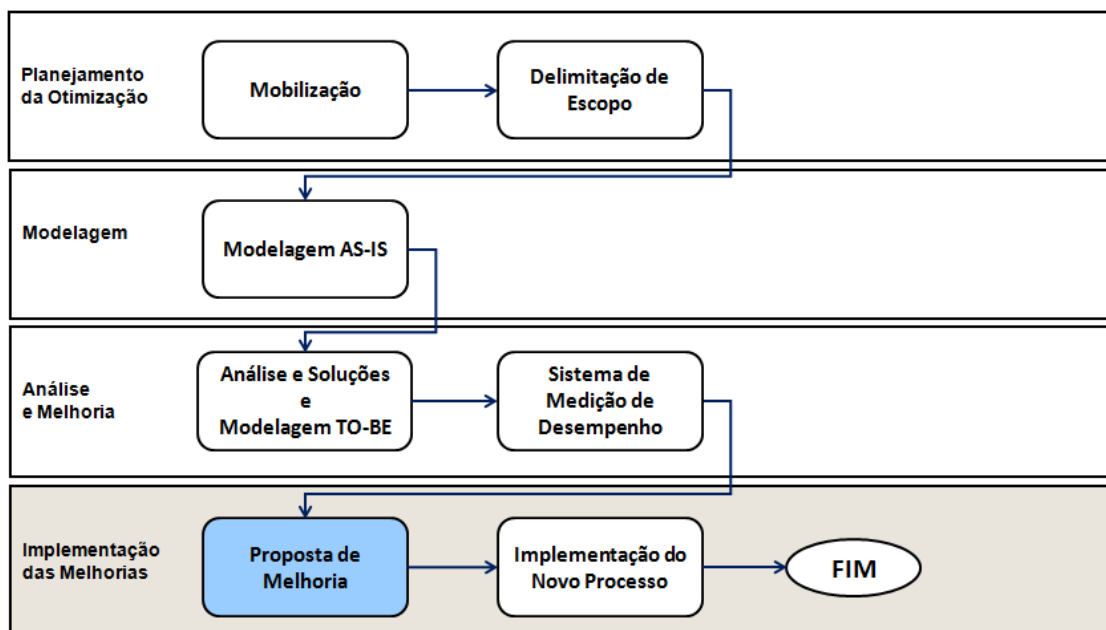 Planejamento
da Otimização
Mobilização
Delimitação de
Escopo
Modelagem
Modelagem AS-IS
Análise
e Melhoria
Análise e Soluções
e
Modelagem TO-BE
Sistema de
Medição de
Desempenho
Implementação
das Melhorias
Proposta de
Melhoria
Implementação do
Novo Processo
FIM